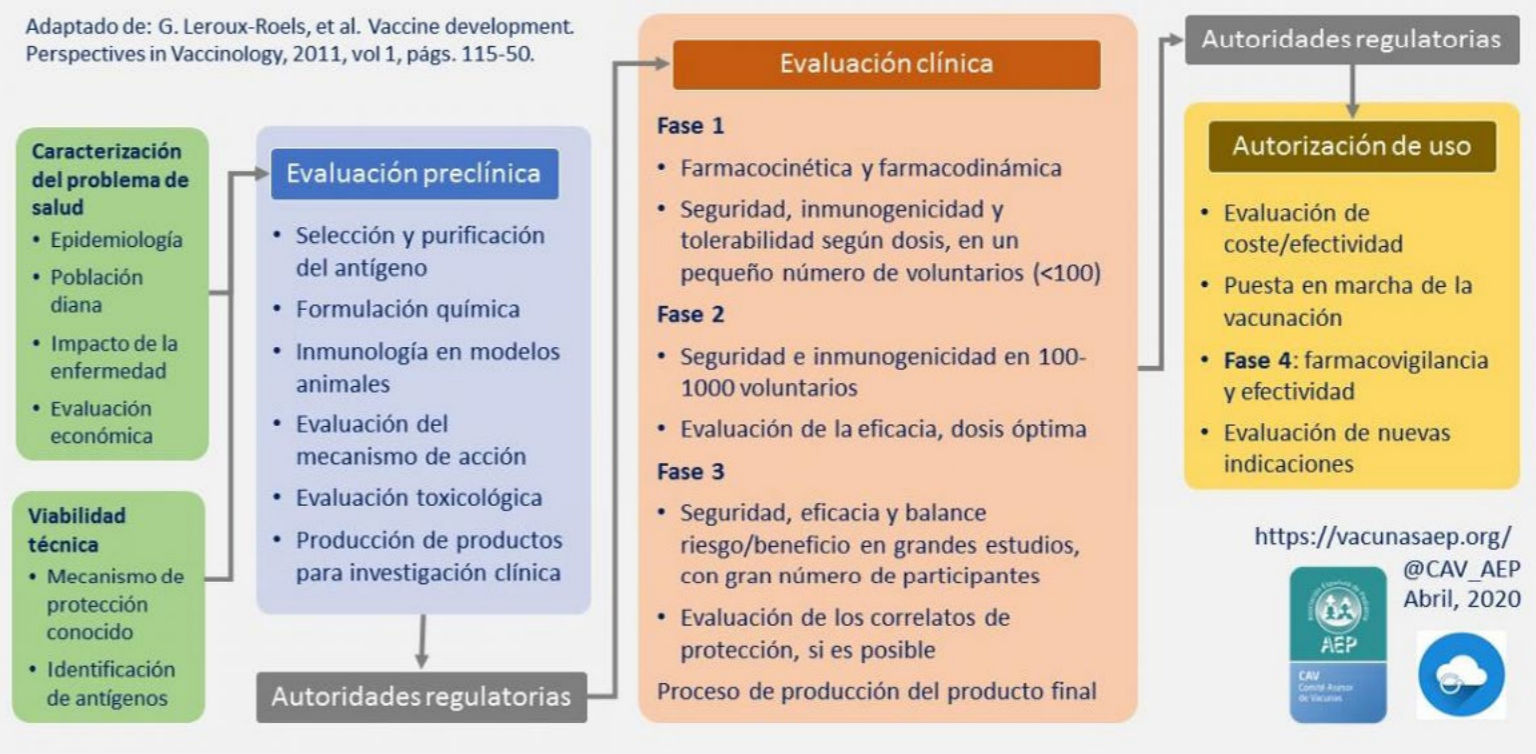 Adaptado de: G. Leroux-Roels, et al. Vaccine development.
Perspectives in Vaccinology, 2011, vol 1, págs. 115-50.
Caracterización
del problema de
salud
• Epidemiología
• Población
diana
• Impacto de la
enfermedad
• Evaluación
económica
Viabilidad
técnica
• Mecanismo de
protección
conocido
• Identificación
de antígenos
Evaluación preclínica
• Selección y purificación
del antígeno
• Formulación química
• Inmunología en modelos
animales
• Evaluación del
mecanismo de acción
• Evaluación toxicológica
• Producción de productos
para investigación clínica
Autoridades regulatorias
Evaluación clínica
Fase 1
• Farmacocinética y farmacodinámica
• Seguridad, inmunogenicidad y
tolerabilidad según dosis, en un
pequeño número de voluntarios (<100)
Fase 2
• Seguridad e inmunogenicidad en 100-
1000 voluntarios
• Evaluación de la eficacia, dosis óptima
Fase 3
• Seguridad, eficacia y balance
riesgo/beneficio en grandes estudios,
con gran número de participantes
• Evaluación de los correlatos de
protección, si es posible
Proceso de producción del producto final
Autoridades regulatorias
Autorización de uso
• Evaluación de
coste/efectividad
• Puesta en marcha de la
vacunación
• Fase 4: farmacovigilancia
y efectividad
• Evaluación de nuevas
indicaciones
https://vacunasaep.org/
@CAV_AEP
Abril, 2020
AEP
CAV
Comité Asesor
de Vacunas